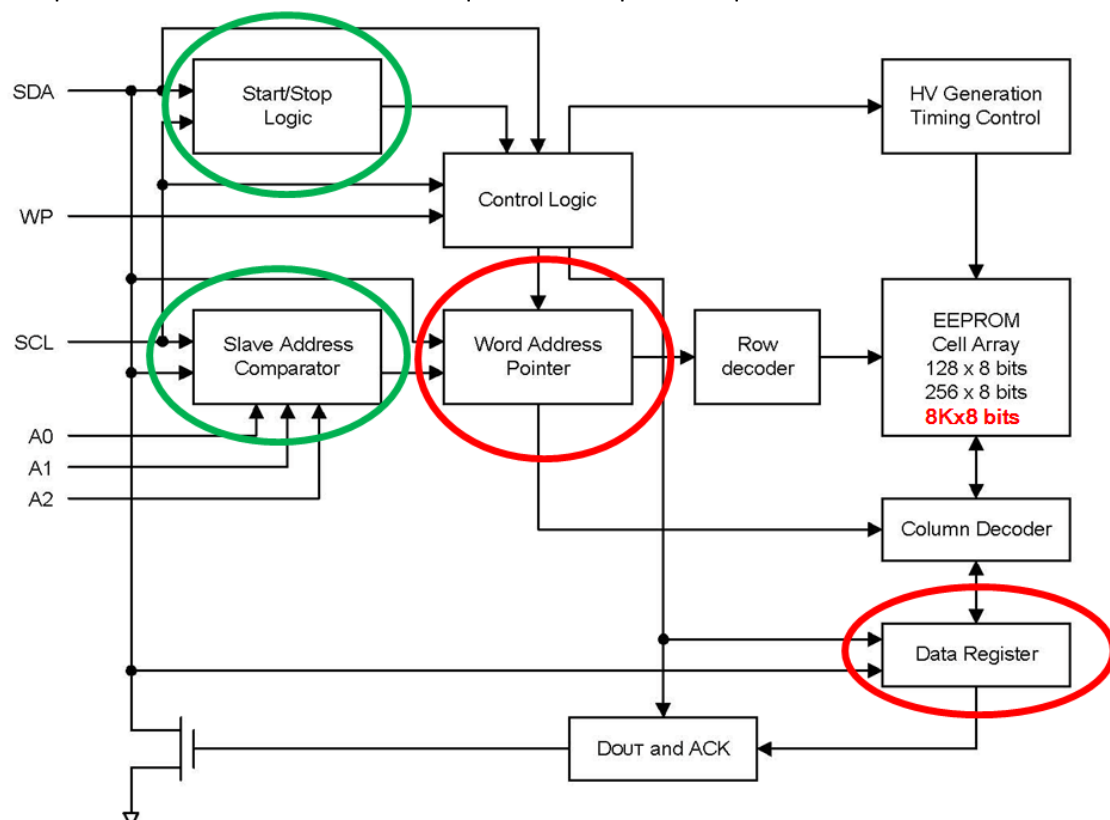 SDA
Start/Stop
Logic
HV Generation
Timing Control
WP
Control Logic
SCL
Slave Address
Comparator
Word Address
Pointer
Row
decoder
EEPROM
Cell Array
128 x 8 bits
256 x 8 bits
8Kx8 bits
A0
A1
A2
Column Decoder
Data Register
DOUT and ACK